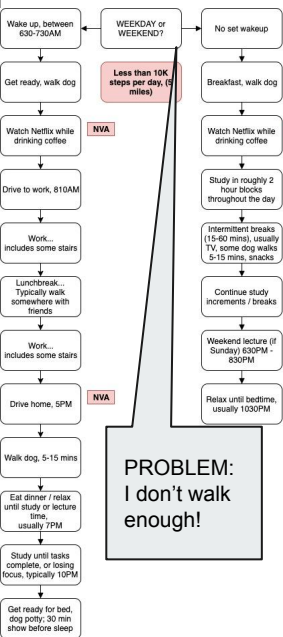 WEEKDAY or
WEEKEND?
Less than 10K
steps per day, (5
miles)
Wake up, between
630-730AM
Get ready, walk dog
Watch Netflix while
drinking coffee
NVA
Drive to work, 810AM
Work...
includes some stairs
Lunchbreak...
Typically walk
somewhere with
friends
Work...
includes some stairs
Drive home, 5PM
NVA
Walk dog, 5-15 mins
Eat dinner / relax
until study or lecture
time,
usually 7PM
Study until tasks
complete, or losing
focus, typically 10PM
Get ready for bed,
dog potty; 30 min
show before sleep
No set wakeup
Breakfast, walk dog
Watch Netflix while
drinking coffee
Study in roughly 2
hour blocks
throughout the day
Intermittent breaks
(15-60 mins), usually
TV, some dog walks
5-15 mins, snacks
Continue study
increments / breaks
Weekend lecture (if
Sunday) 630PM -
830PM
Relax until bedtime,
usually 1030PM
PROBLEM:
I don't walk
enough!